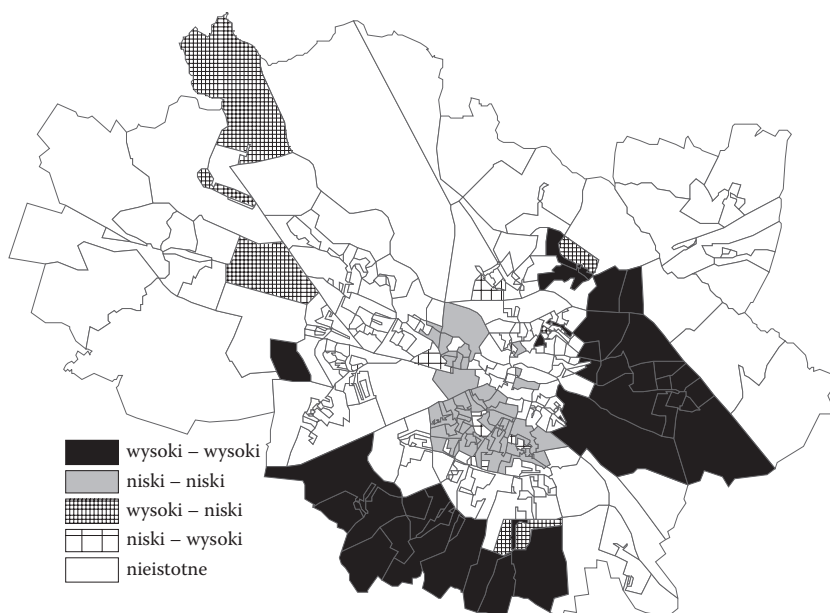 wysoki – wysoki
niski – niski
wysoki – niski
niski – wysoki
nieistotne